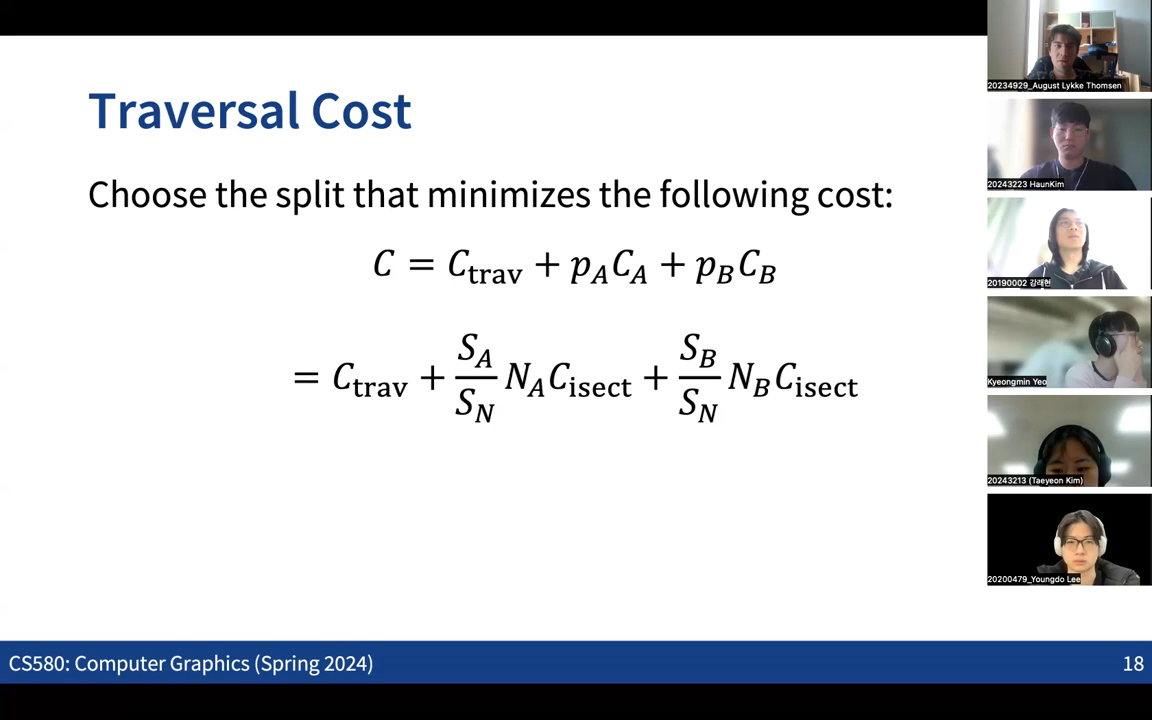 Traversal Cost
Choose the split that minimizes the following cost:
C = C_trav + p_A C_A + p_B C_B
= C_trav + S_A/S_N N_A C_isect + S_B/S_N N_B C_isect
CS580: Computer Graphics (Spring 2024)
18
20234929_August Lykke Thomsen
20243223 HaunKim
20190002 강래현
Kyeongmin Yeo
20243213 (Taeyeon Kim)
20200479_Youngdo Lee